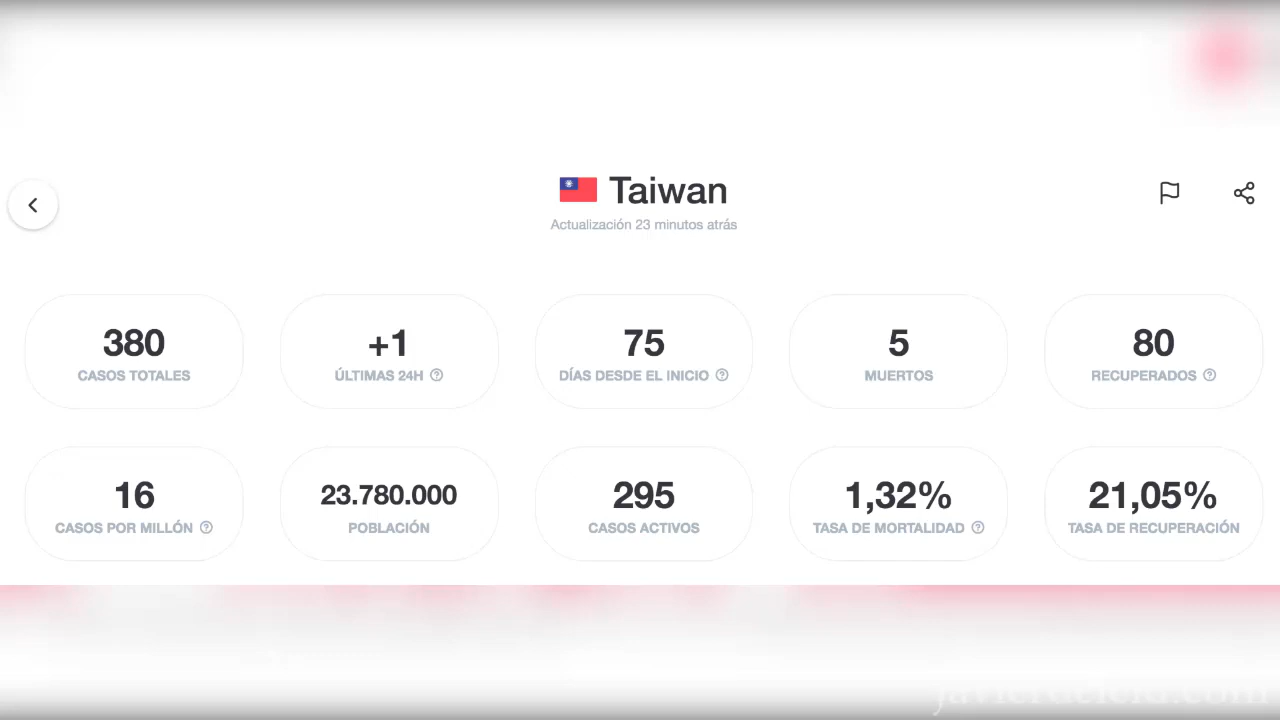 Taiwan
Actualización 23 minutos atrás
380
CASOS TOTALES
+1
ÚLTIMAS 24H
75
DÍAS DESDE EL INICIO
5
MUERTOS
80
RECUPERADOS
16
CASOS POR MILLÓN
23.780.000
POBLACIÓN
295
CASOS ACTIVOS
1,32%
TASA DE MORTALIDAD
21,05%
TASA DE RECUPERACIÓN